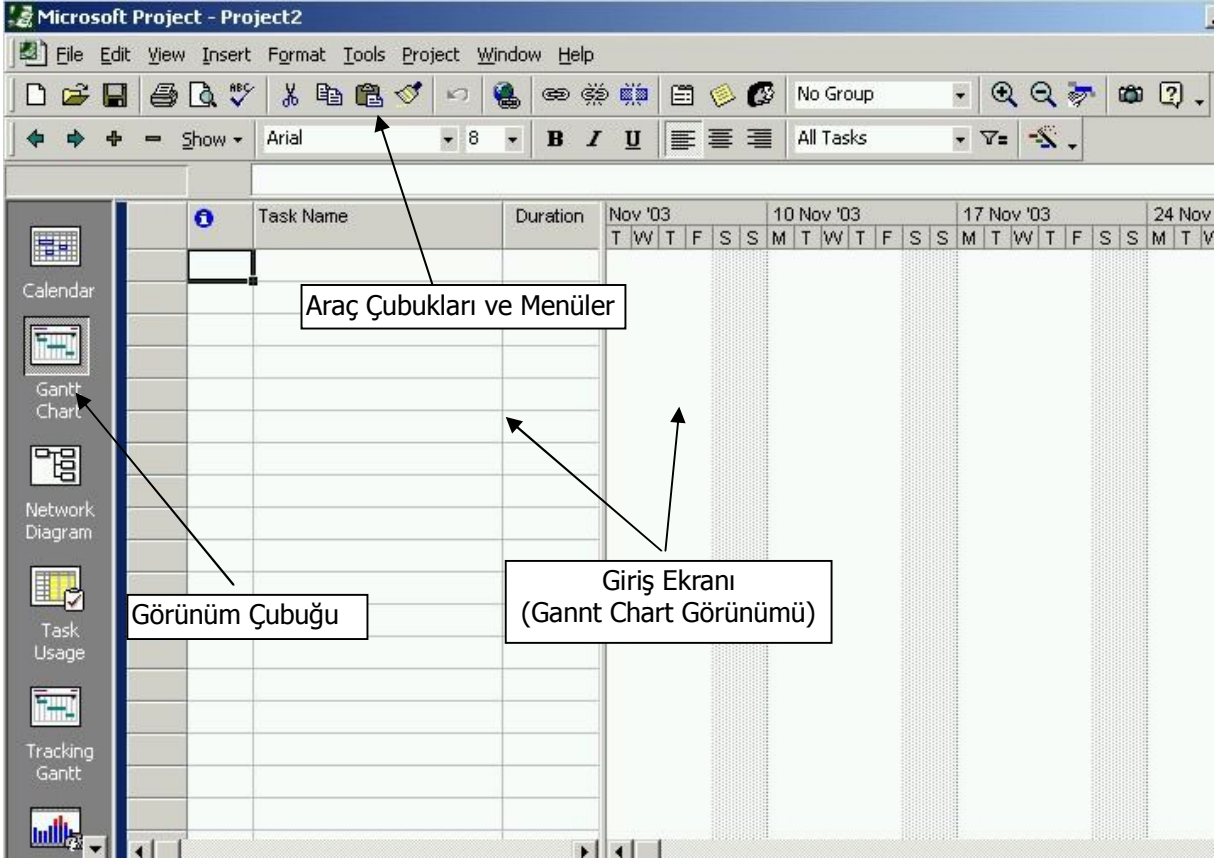 Microsoft Project - Project2
File Edit View Insert Format Tools Project Window Help
ABC
No Group
Show Arial 8 B I U All Tasks
Task Name Duration Nov '03 10 Nov '03 17 Nov '03 24 Nov
T W T F S S M T W T F S S M T W T F S S M T
Calendar
Araç Çubukları ve Menüler
Gantt
Chart
Network
Diagram
Giriş Ekranı
(Gannt Chart Görünümü)
Görünüm Çubuğu
Task
Usage
Tracking
Gantt